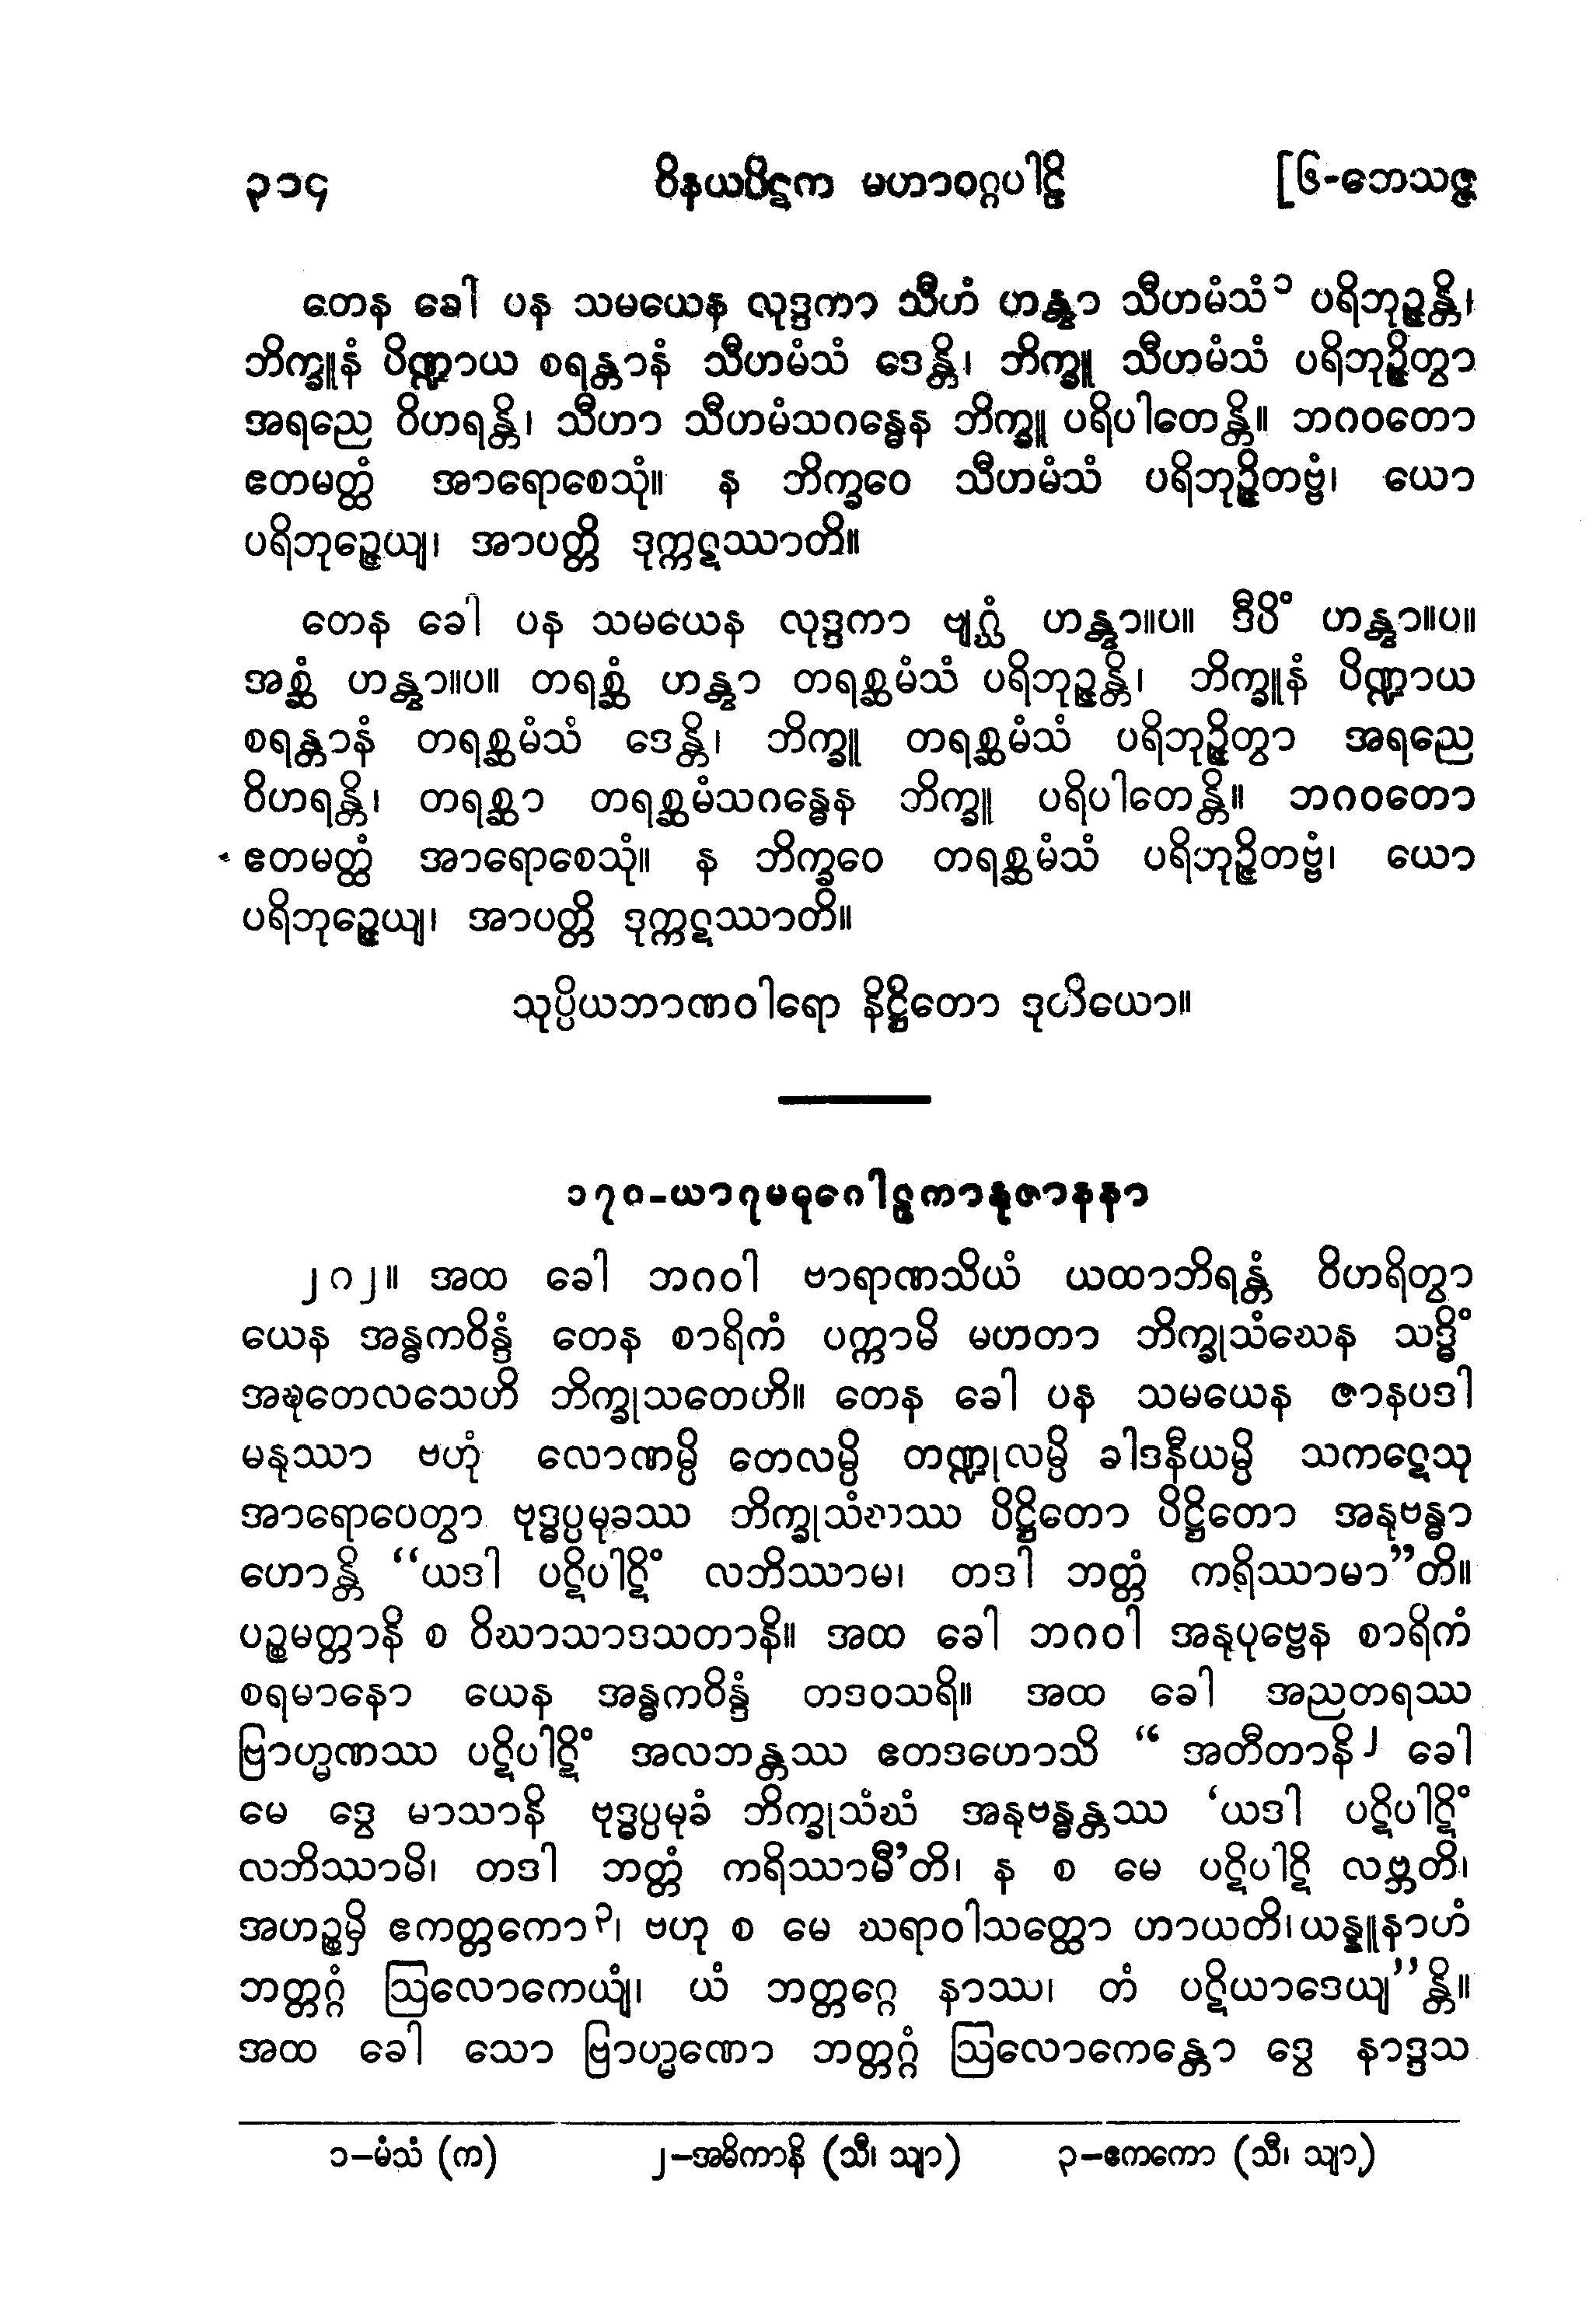 ၃၁၄ ဝိနယပိဋက မဟာဝဂ္ဂပါဠိ [၆-ဘေသဇ္ဇ
တေန ခေါ ပန သမယေန လုဒ္ဒကာ သီဟံ ဟန္တွာ သီဟမံသံ၁ ပရိဘုဉ္ဇန္တိ၊
ဘိက္ခူနံ ပိဏ္ဍာယ စရန္တာနံ သီဟမံသံ ဒေန္တိ၊ ဘိက္ခူ သီဟမံသံ ပရိဘုဉ္ဇိတွာ
အရညေ ဝိဟရန္တိ၊ သီဟာ သီဟမံသဂန္ဓေန ဘိက္ခူ ပရိပါတေန္တိ။ ဘဂဝတော
ဧတမတ္ထံ အာရောစေသုံ။ န ဘိက္ခဝေ သီဟမံသံ ပရိဘုဉ္ဇိတဗ္ဗံ၊ ယော
ပရိဘုဉ္ဇေယျ၊ အာပတ္တိ ဒုက္ကဋဿာတိ။
တေန ခေါ ပန သမယေန လုဒ္ဒကာ ဗျဂ္ဃံ ဟန္တွာ။ပ။ ဒီပိံ ဟန္တွာ။ပ။
အစ္ဆံ ဟန္တွာ။ပ။ တရစ္ဆံ ဟန္တွာ တရစ္ဆမံသံ ပရိဘုဉ္ဇန္တိ၊ ဘိက္ခူနံ ပိဏ္ဍာယ
စရန္တာနံ တရစ္ဆမံသံ ဒေန္တိ၊ ဘိက္ခူ တရစ္ဆမံသံ ပရိဘုဉ္ဇိတွာ အရညေ
ဝိဟရန္တိ၊ တရစ္ဆာ တရစ္ဆမံသဂန္ဓေန ဘိက္ခူ ပရိပါတေန္တိ။ ဘဂဝတော
ဧတမတ္ထံ အာရောစေသုံ။ န ဘိက္ခဝေ တရစ္ဆမံသံ ပရိဘုဉ္ဇိတဗ္ဗံ၊ ယော
ပရိဘုဉ္ဇေယျ၊ အာပတ္တိ ဒုက္ကဋဿာတိ။
သုပ္ပိယဘာဏဝါရော နိဋ္ဌိတော ဒုတိယော။
၁၇၀-ယာဂုမဓုဂေါဠကာနုဇာနနာ
၂၈၂။ အထ ခေါ ဘဂဝါ ဗာရာဏသိယံ ယထာဘိရန္တံ ဝိဟရိတွာ
ယေန အန္ဓကဝိန္ဒံ တေန စာရိကံ ပက္ကာမိ မဟတာ ဘိက္ခုသံဃေန သဒ္ဓိံ
အဍ္ဎတေလသေဟိ ဘိက္ခုသတေဟိ။ တေန ခေါ ပန သမယေန ဇာနပဒါ
မနုဿာ ဗဟုံ လောဏမ္ပိ တေလမ္ပိ တဏ္ဍုလမ္ပိ ခါဒနီယမ္ပိ သကဋေသု
အာရောပေတွာ ဗုဒ္ဓပ္ပမုခဿ ဘိက္ခုသံဃဿ ပိဋ္ဌိတော ပိဋ္ဌိတော အနုဗန္ဓာ
ဟောန္တိ “ယဒါ ပဋိပါဋိံ လဘိဿာမ၊ တဒါ ဘတ္တံ ကရိဿာမာ”တိ။
ပဉ္စမတ္တာနိ စ ဝိဃာသာဒသတာနိ။ အထ ခေါ ဘဂဝါ အနုပုဗ္ဗေန စာရိကံ
စရမာနော ယေန အန္ဓကဝိန္ဒံ တဒဝသရိ။ အထ ခေါ အညတရဿ
ဗြာဟ္မဏဿ ပဋိပါဋိံ အလဘန္တဿ ဧတဒဟောသိ “ အတီတာနိ၂ ခေါ
မေ ဒွေ မာသာနိ ဗုဒ္ဓပ္ပမုခံ ဘိက္ခုသံဃံ အနုဗန္ဓန္တဿ ‘ယဒါ ပဋိပါဋိံ
လဘိဿာမိ၊ တဒါ ဘတ္တံ ကရိဿာမီ’တိ၊ န စ မေ ပဋိပါဋိ လဗ္ဘတိ၊
အဟဉ္စမှိ ဧကတ္တကော၃၊ ဗဟု စ မေ ဃရာဝါသတ္ထော ဟာယတိ၊ ယန္နူနာဟံ
ဘတ္တဂ္ဂံ ဩလောကေယျံ၊ ယံ ဘတ္တဂ္ဂေ နာဿ၊ တံ ပဋိယာဒေယျ”န္တိ။
အထ ခေါ သော ဗြာဟ္မဏော ဘတ္တဂ္ဂံ ဩလောကေန္တော ဒွေ နာဒ္ဒသ
၁-မံသံ (က) ၂-အဓိကာနိ (သီ၊ သျာ) ၃-ဧကကော (သီ၊ သျာ)